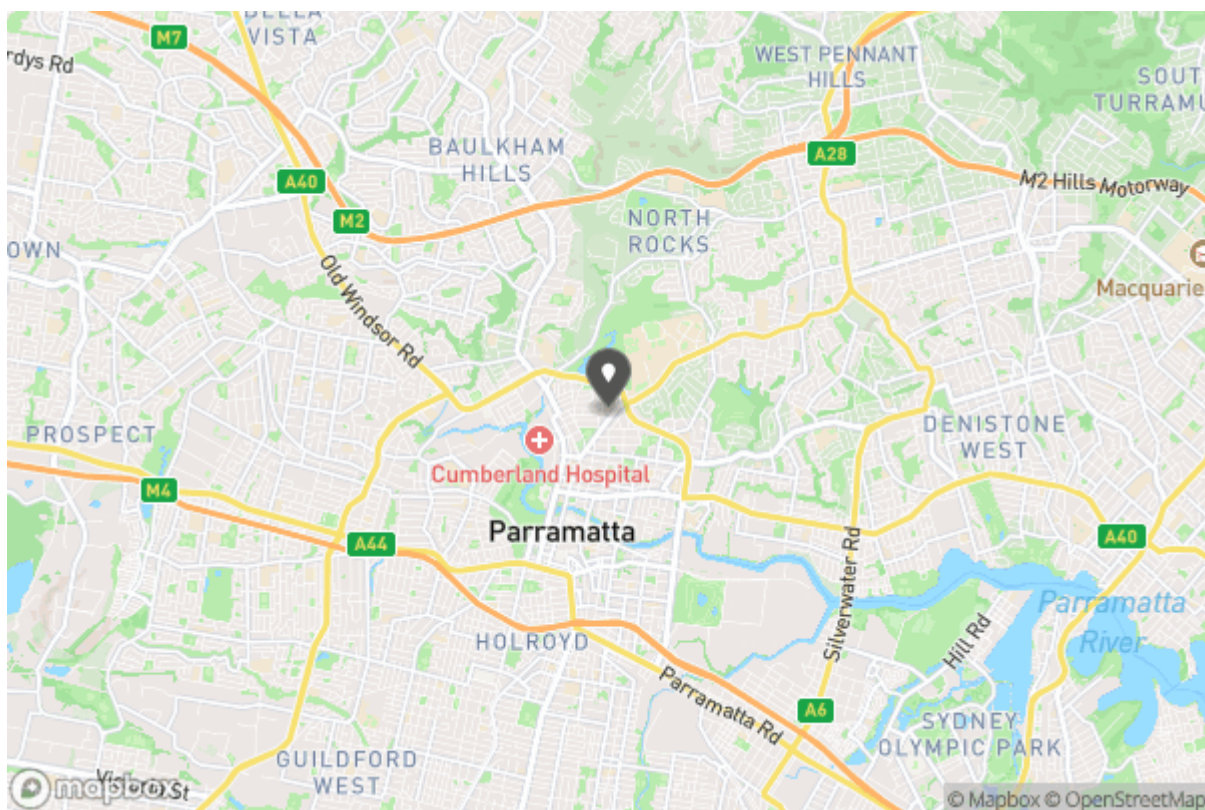 BELLA
VISTA
M7
WEST PENNANT
HILLS
rdys Rd
SOUT
TURRAMU
BAULKHAM
HILLS
A28
A40
M2 Hills Motorway
M2
NORTH
ROCKS
OWN
Old Windsor Rd
Macquarie
PROSPECT
DENISTONE
WEST
Cumberland Hospital
M4
Parramatta
A44
A40
Silverwater Rd
Parramatta
River
Hill Rd
HOLROYD
Parramatta Rd
A6
SYDNEY
OLYMPIC PARK
GUILDFORD
WEST
mapbox
© Mapbox © OpenStreetMap